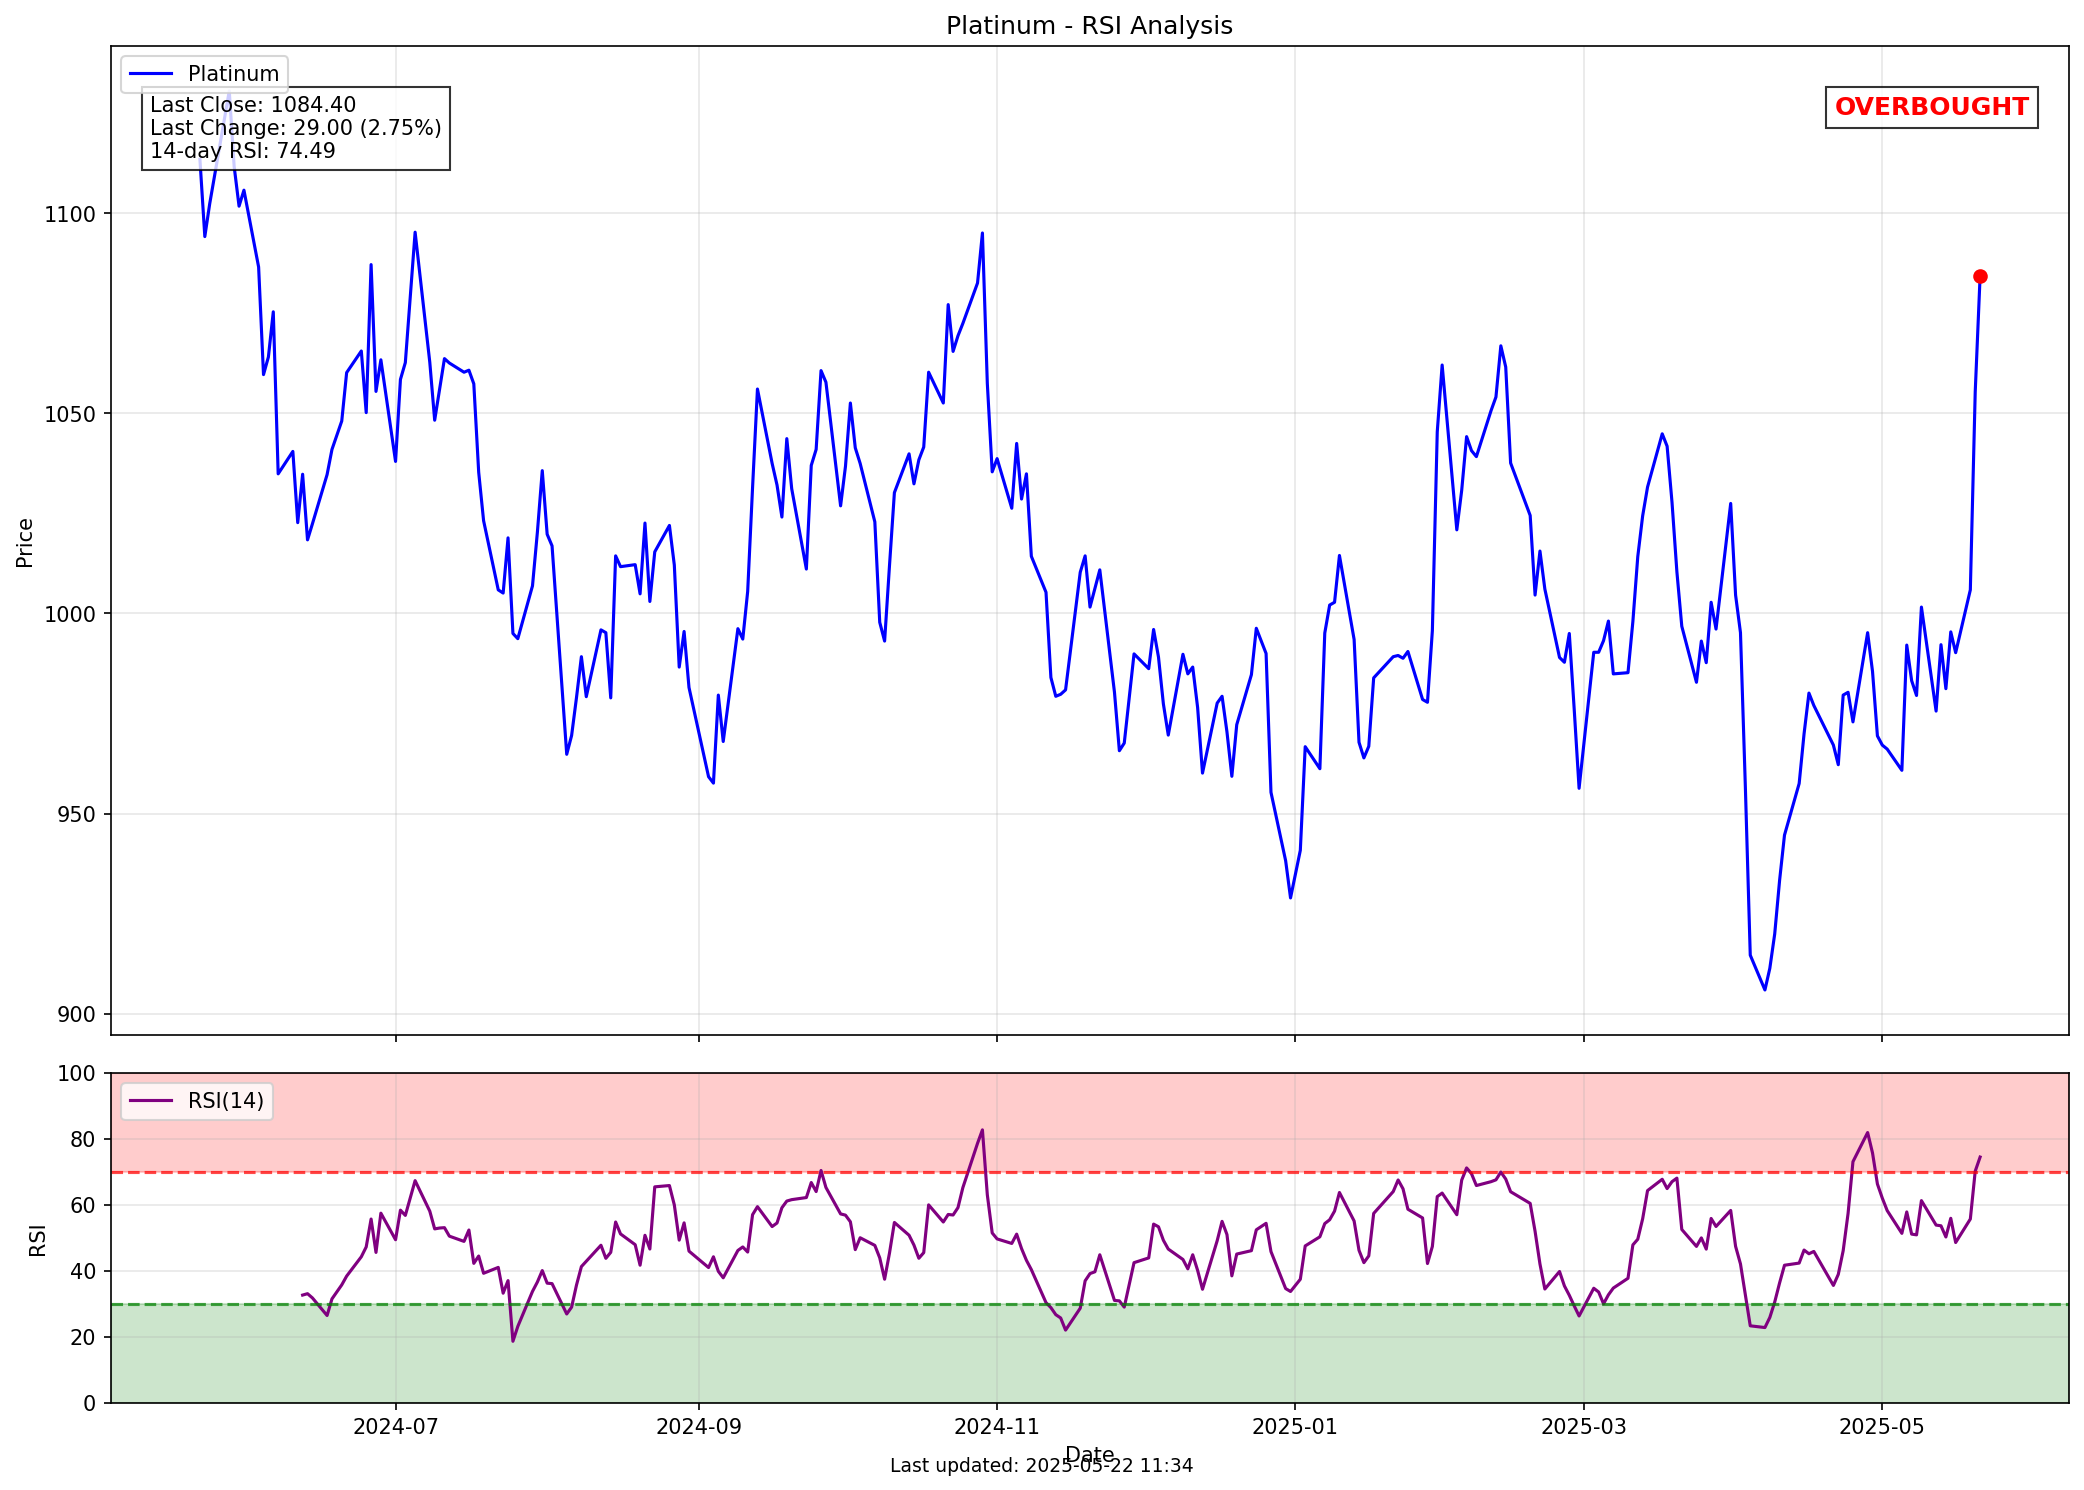 Platinum - RSI Analysis
Platinum
Last Close: 1084.40
Last Change: 29.00 (2.75%)
14-day RSI: 74.49
OVERBOUGHT
Price
1100
1050
1000
950
900
RSI(14)
RSI
100
80
60
40
20
0
2024-07
2024-09
2024-11
2025-01
2025-03
2025-05
Date
Last updated: 2025-05-22 11:34